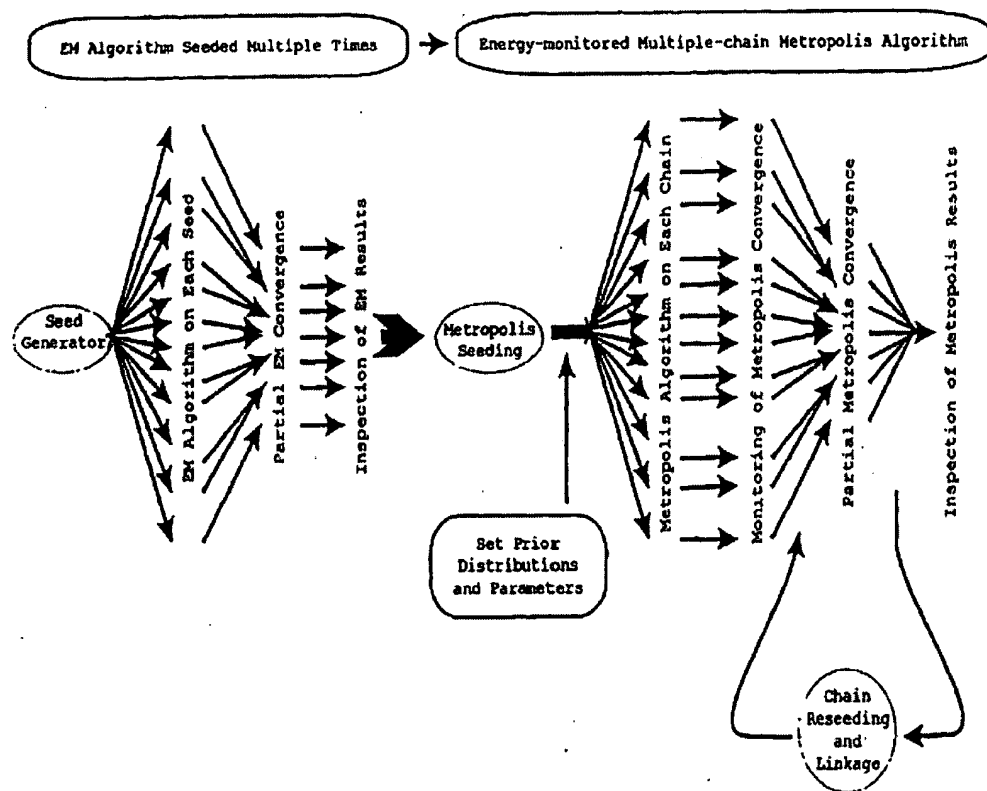 EM Algorithm Seeded Multiple Times
Energy-monitored Multiple-chain Metropolis Algorithm
Seed
Generator
EM Algorithm on Each Seed
Partial EM Convergence
Inspection of EM Results
Metropolis
Seeding
Set Prior
Distributions
and Parameters
Metropolis Algorithm on Each Chain
Monitoring of Metropolis Convergence
Partial Metropolis Convergence
Inspection of Metropolis Results
Chain
Reseeding
and
Linkage